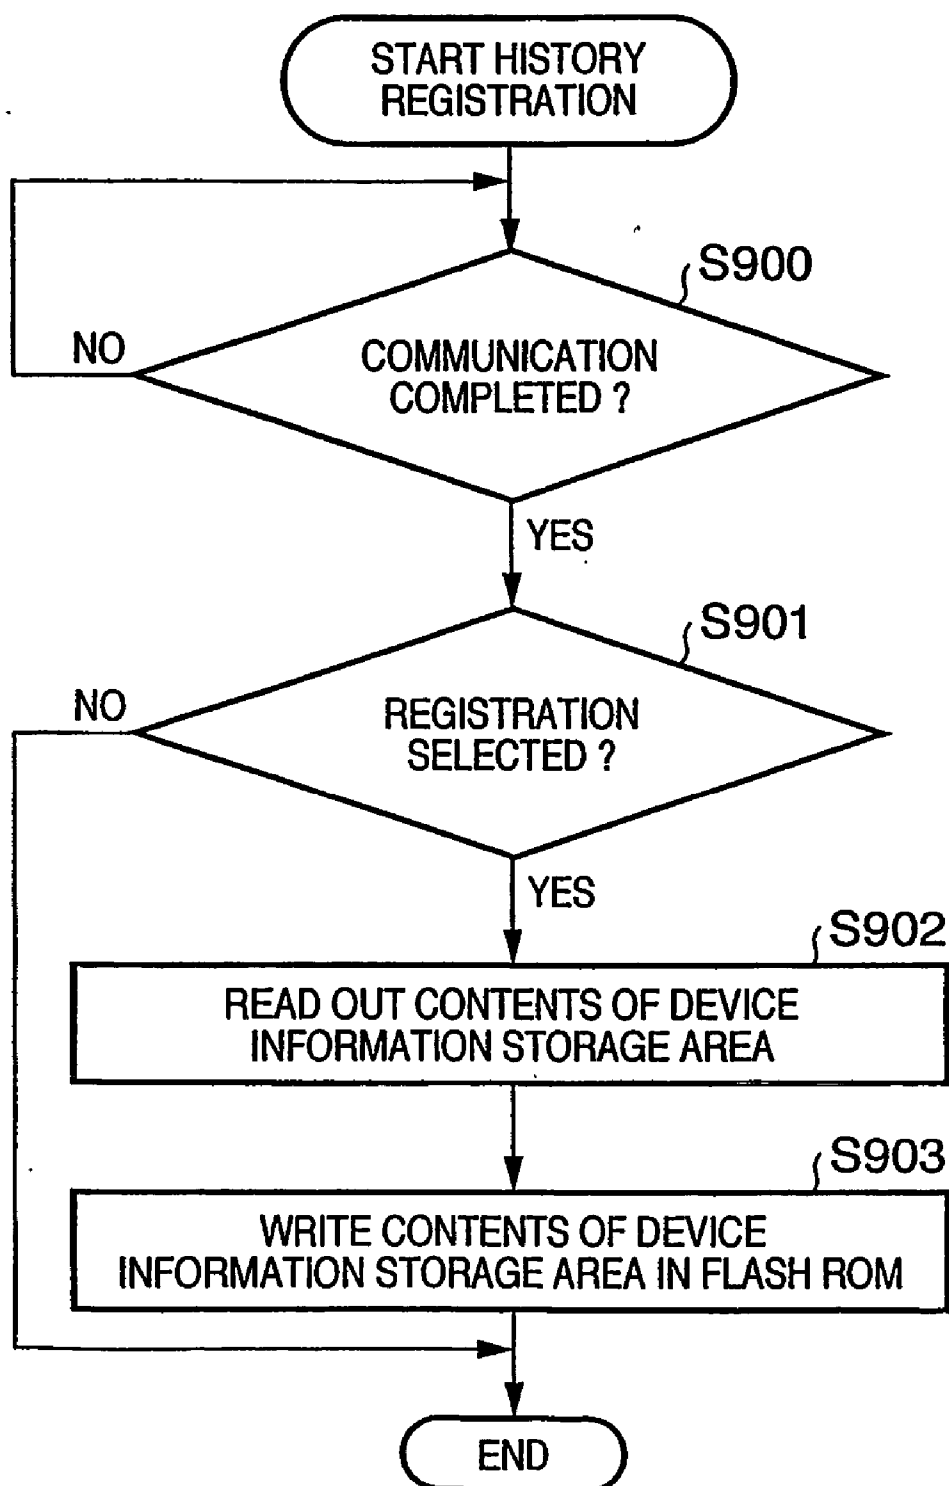 START HISTORY
REGISTRATION
S900
NO
COMMUNICATION
COMPLETED ?
YES
S901
NO
REGISTRATION
SELECTED ?
YES
S902
READ OUT CONTENTS OF DEVICE
INFORMATION STORAGE AREA
S903
WRITE CONTENTS OF DEVICE
INFORMATION STORAGE AREA IN FLASH ROM
END